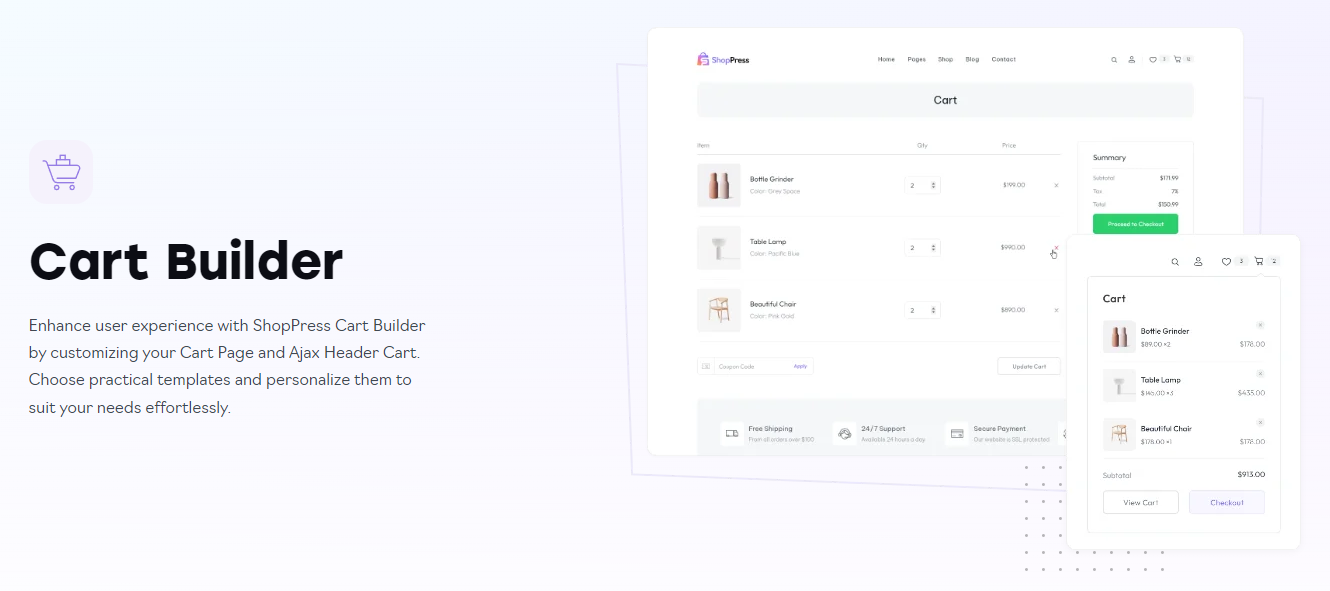 Cart Builder
Enhance user experience with ShopPress Cart Builder
by customizing your Cart Page and Ajax Header Cart.
Choose practical templates and personalize them to
suit your needs effortlessly.
ShopPress
Home Pages Shop Blog Contact
3 0
Cart
Item Qty Price
Bottle Grinder
Color: Grey Space
2 $199.00
Table Lamp
Color: Pacific Blue
2 $990.00
Beautiful Chair
Color: Pink Gold
2 $890.00
Coupon Code Apply Update Cart
Free Shipping
From all orders over $100
24/7 Support
Available 24 hours a day
Secure Payment
Our website is SSL protected
Summary
Subtotal $171.99
Tax 7%
Total $150.99
Proceed to Checkout
3 2
Cart
Bottle Grinder
$89.00 ×2 $178.00
Table Lamp
$145.00 ×3 $435.00
Beautiful Chair
$178.00 ×1 $178.00
Subtotal $913.00
View Cart Checkout